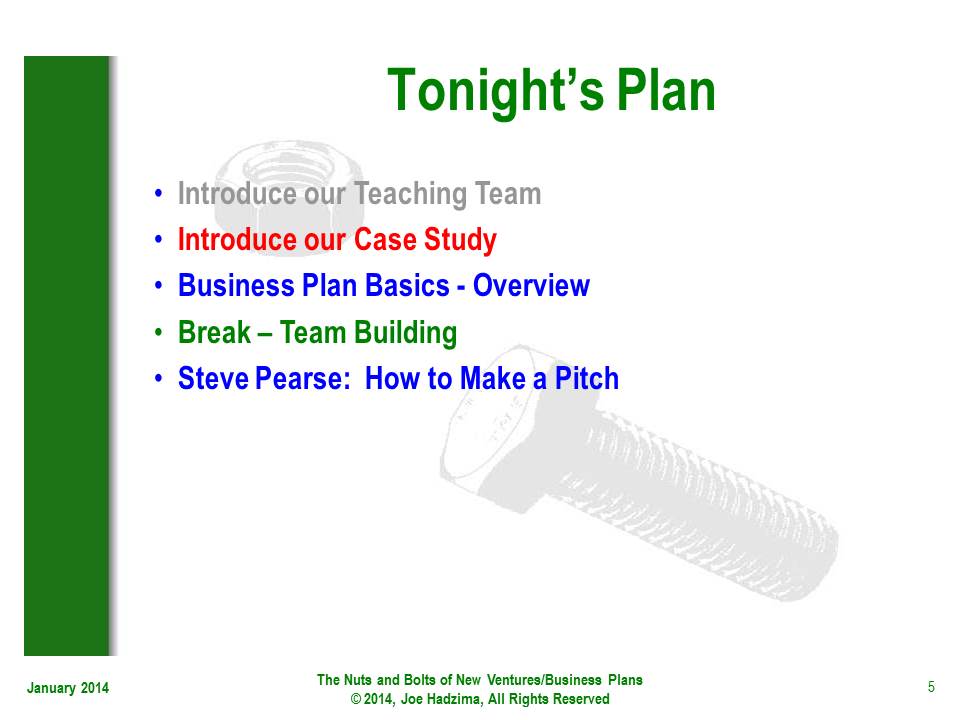 Tonight’s Plan
• Introduce our Teaching Team
• Introduce our Case Study
• Business Plan Basics - Overview
• Break – Team Building
• Steve Pearse: How to Make a Pitch
January 2014
The Nuts and Bolts of New Ventures/Business Plans
© 2014, Joe Hadzima, All Rights Reserved
5